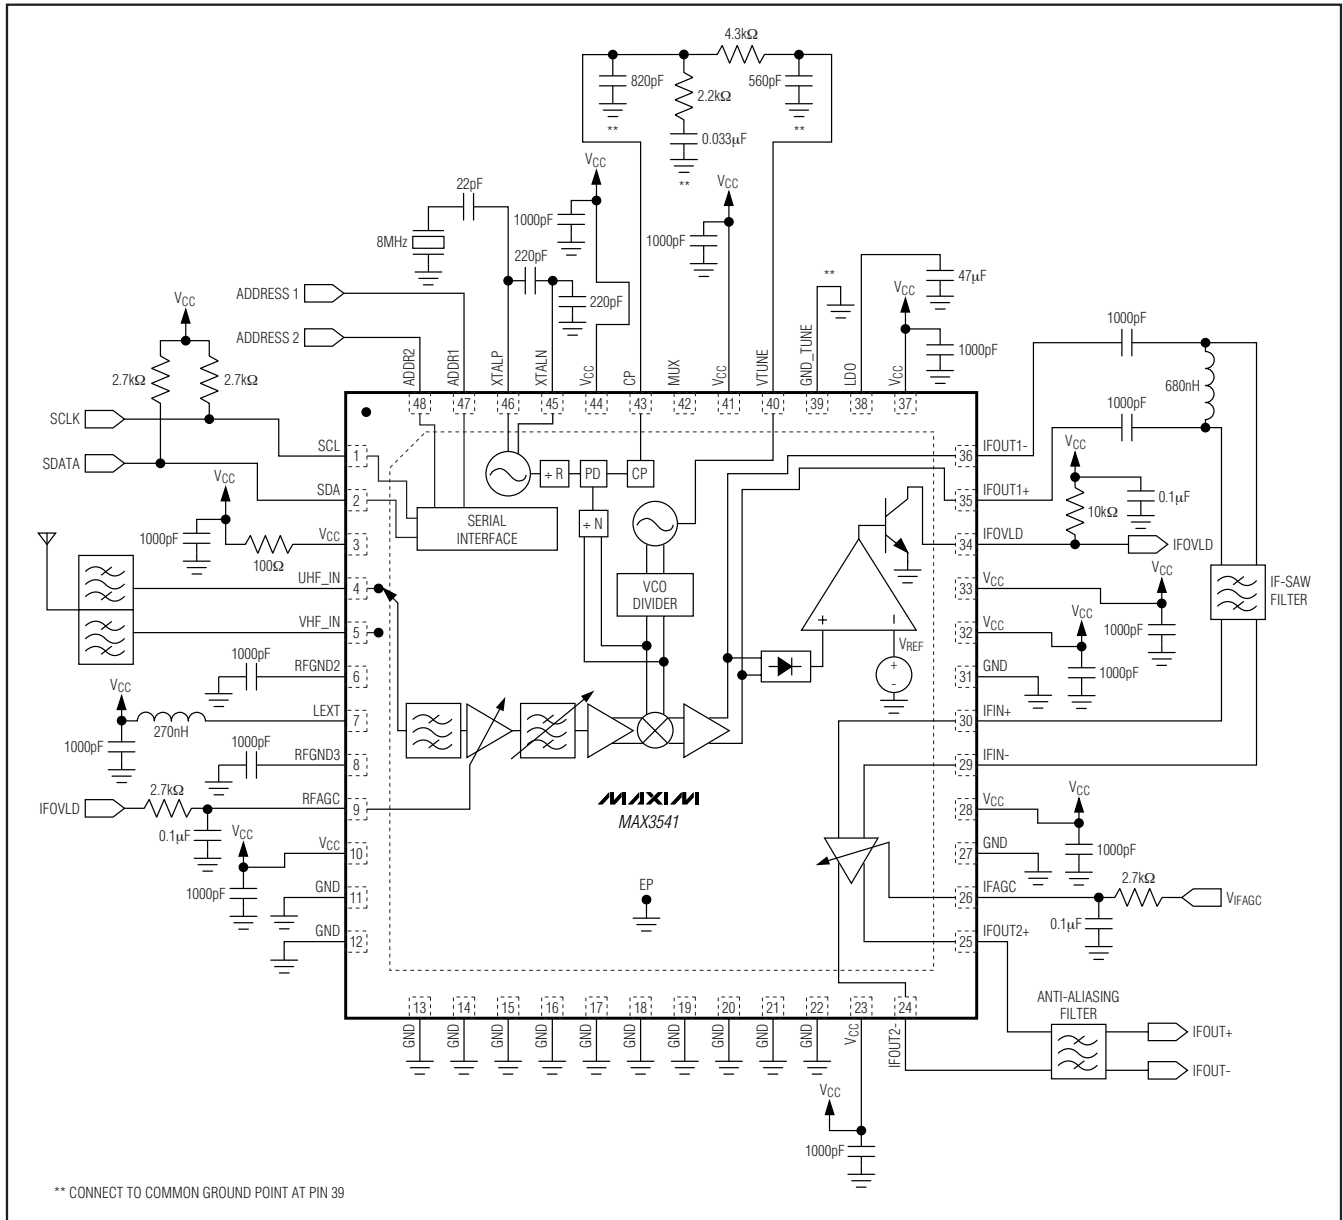 4.3kΩ
820pF
2.2kΩ
560pF
**
**
0.033μF
**
VCC
VCC
22pF
1000pF
1000pF
8MHz
220pF
220pF
**
47μF
VCC
1000pF
1000pF
ADDRESS 1
ADDRESS 2
VCC
2.7kΩ
2.7kΩ
680nH
1000pF
ADDR2
ADDR1
XTALP
XTALN
VCC
CP
MUX
VCC
VTUNE
GND_TUNE
LDO
VCC
48
47
46
45
44
43
42
41
40
39
38
37
SCLK
SDATA
SCL
1
SDA
2
VCC
1000pF
100Ω
VCC
3
UHF_IN
4
VHF_IN
5
1000pF
RFGND2
6
VCC
LEXT
7
270nH
1000pF
1000pF
RFGND3
8
IFOVLD
2.7kΩ
RFAGC
9
0.1μF
VCC
VCC
10
1000pF
GND
11
GND
12
÷ R
PD
CP
÷ N
SERIAL
INTERFACE
VCO
DIVIDER
+
−
VREF
+
-
MAXIM
MAX3541
EP
36
IFOUT1-
35
IFOUT1+
VCC
0.1μF
10kΩ
34
IFOVLD
IFOVLD
33
VCC
VCC
IF-SAW
FILTER
32
VCC
VCC
1000pF
1000pF
31
GND
30
IFIN+
29
IFIN-
28
VCC
VCC
27
GND
1000pF
26
IFAGC
2.7kΩ
VIFAGC
0.1μF
25
IFOUT2+
13
14
15
16
17
18
19
20
21
22
23
24
GND
GND
GND
GND
GND
GND
GND
GND
GND
GND
VCC
IFOUT2-
ANTI-ALIASING
FILTER
IFOUT+
IFOUT-
VCC
1000pF
** CONNECT TO COMMON GROUND POINT AT PIN 39